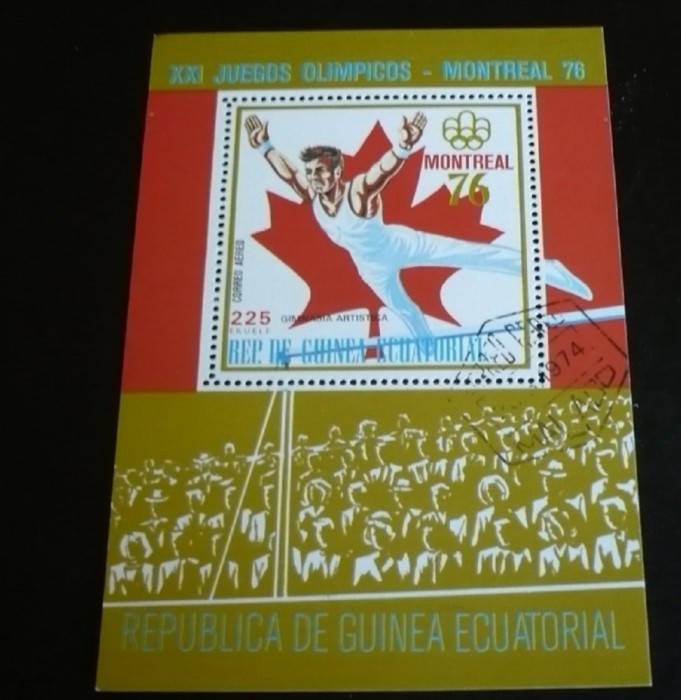 XXI JUEGOS OLIMPICOS - MONTREAL 76
MONTREAL
76
CORREO AEREO
225
EKUELE
GIMNASIA ARTISTICA
REP. DE GUINEA ECUATORIAL
1974
REPUBLICA DE GUINEA ECUATORIAL